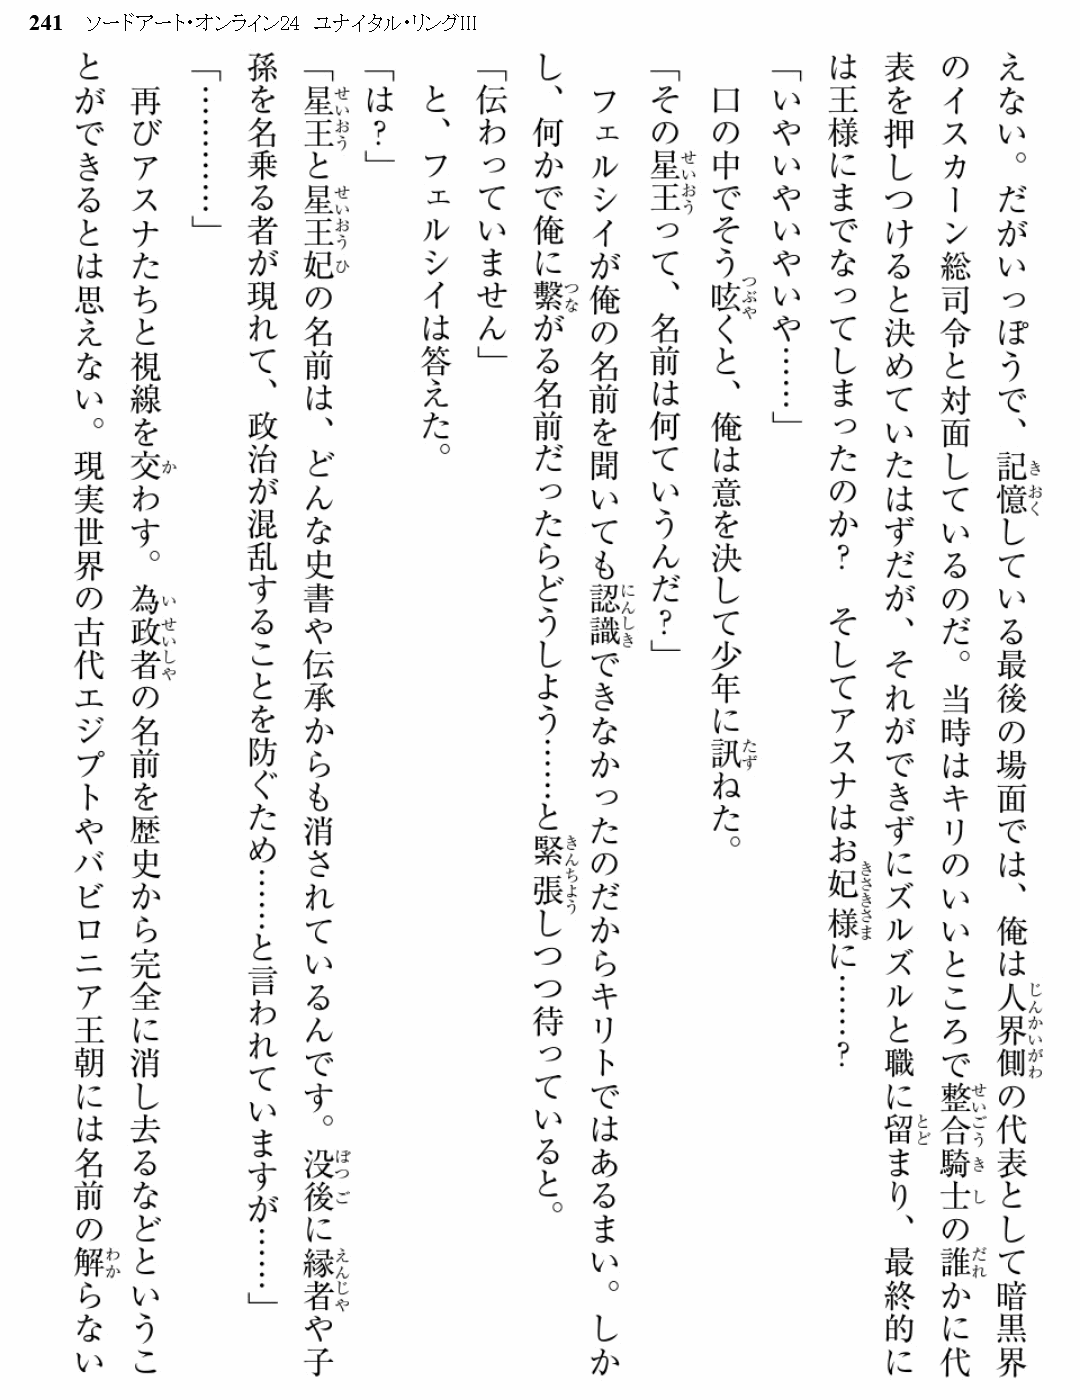 241 ソードアート・オンライン24 ユナイタル・リングIII
えない。だがいっぽうで、記憶している最後の場面では、俺は人界側の代表として暗黒界
のイスカーン総司令と対面しているのだ。当時はキリのいいところで整合騎士の誰かに代
表を押しつけると決めていたはずだが、それができずにズルズルと職に留まり、最終的に
は王様にまでなってしまったのか？　そしてアスナはお妃様に……？
「いやいやいやいや……」
口の中でそう呟くと、俺は意を決して少年に訊ねた。
「その星王って、名前は何ていうんだ？」
フェルシイが俺の名前を聞いても認識できなかったのだからキリトではあるまい。しか
し、何かで俺に繋がる名前だったらどうしよう……と緊張しつつ待っていると。
「伝わっていません」
と、フェルシイは答えた。
「は？」
「星王と星王妃の名前は、どんな史書や伝承からも消されているんです。没後に縁者や子
孫を名乗る者が現れて、政治が混乱することを防ぐため……と言われていますが……」
「…………」
再びアスナたちと視線を交わす。為政者の名前を歴史から完全に消し去るなどというこ
とができるとは思えない。現実世界の古代エジプトやバビロニア王朝には名前の解らない